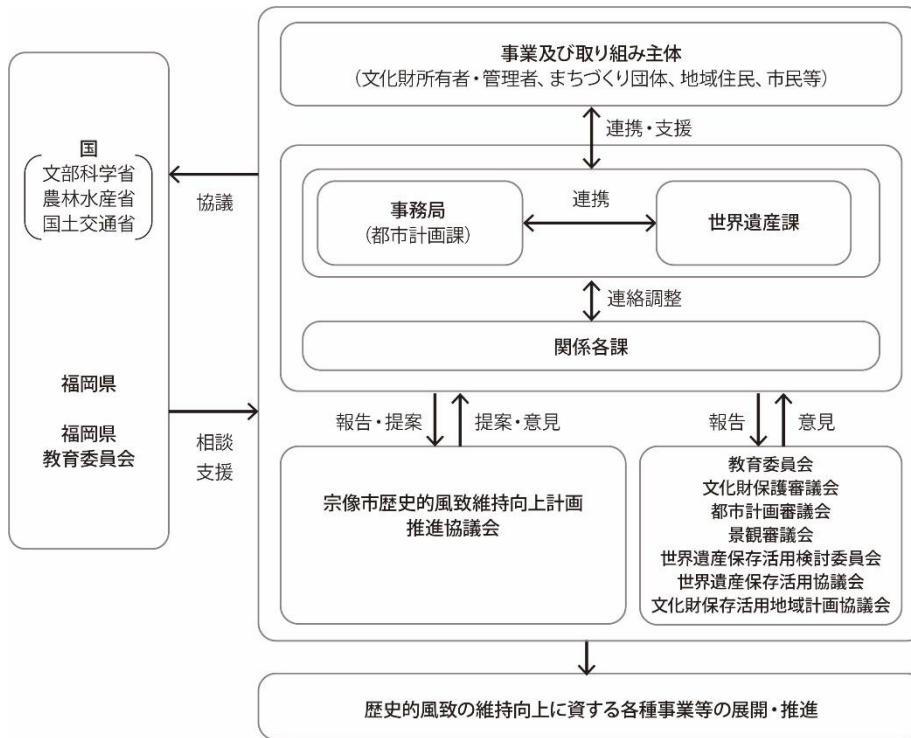 事業及び取り組み主体
（文化財所有者・管理者、まちづくり団体、地域住民、市民等）
連携・支援
国
文部科学省
農林水産省
国土交通省
協議
事務局
（都市計画課）
連携
世界遺産課
連絡調整
関係各課
福岡県
福岡県
教育委員会
相談
支援
報告・提案
提案・意見
報告
意見
宗像市歴史的風致維持向上計画
推進協議会
教育委員会
文化財保護審議会
都市計画審議会
景観審議会
世界遺産保存活用検討委員会
世界遺産保存活用協議会
文化財保存活用地域計画協議会
歴史的風致の維持向上に資する各種事業等の展開・推進